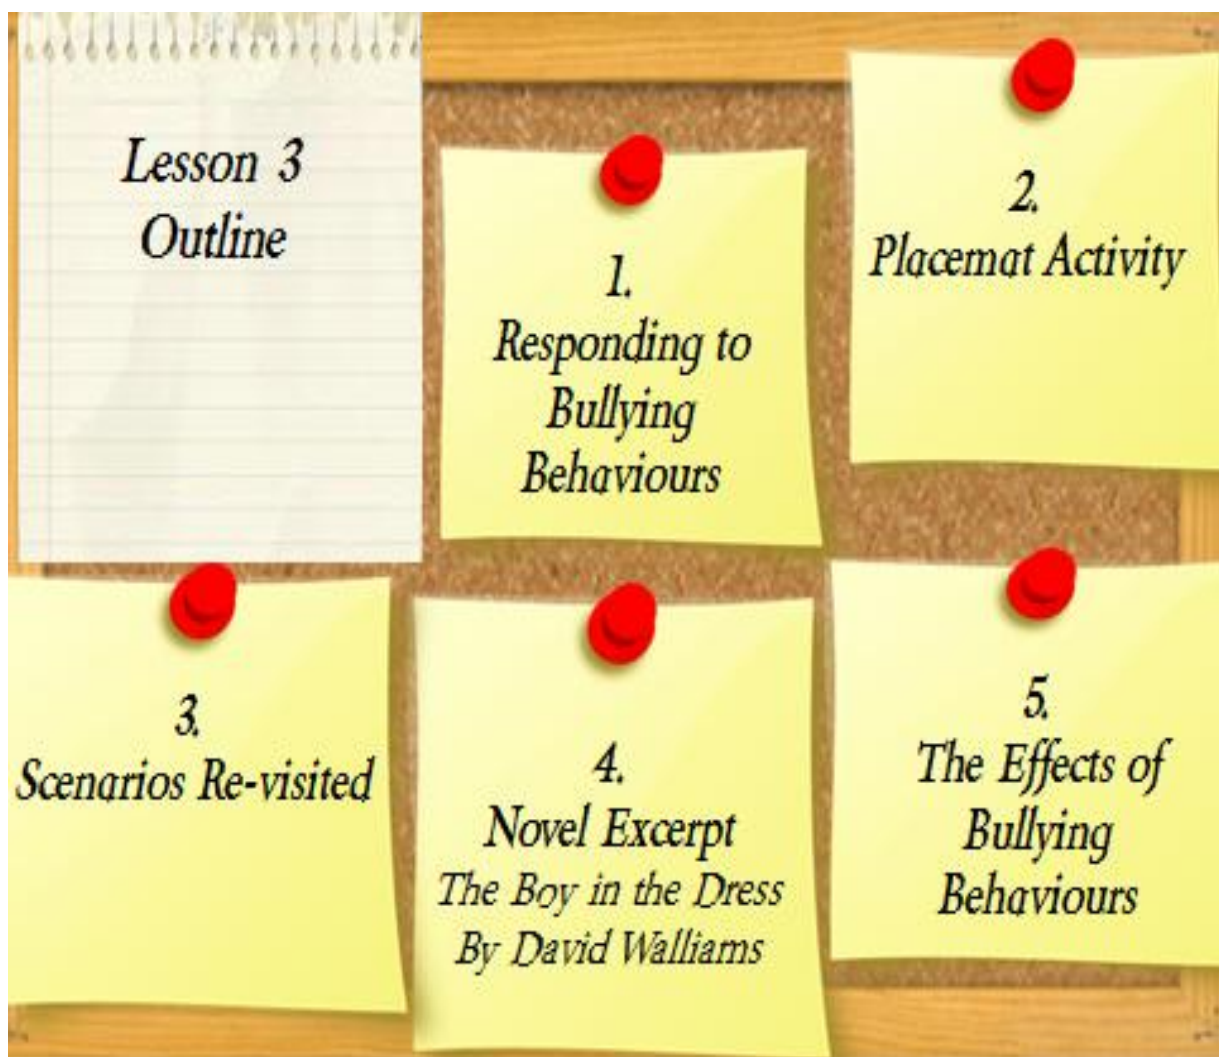 Lesson 3
Outline
1.
Responding to
Bullying
Behaviours
2.
Placemat Activity
3.
Scenarios Re-visited
4.
Novel Excerpt
The Boy in the Dress
By David Walliams
5.
The Effects of
Bullying
Behaviours